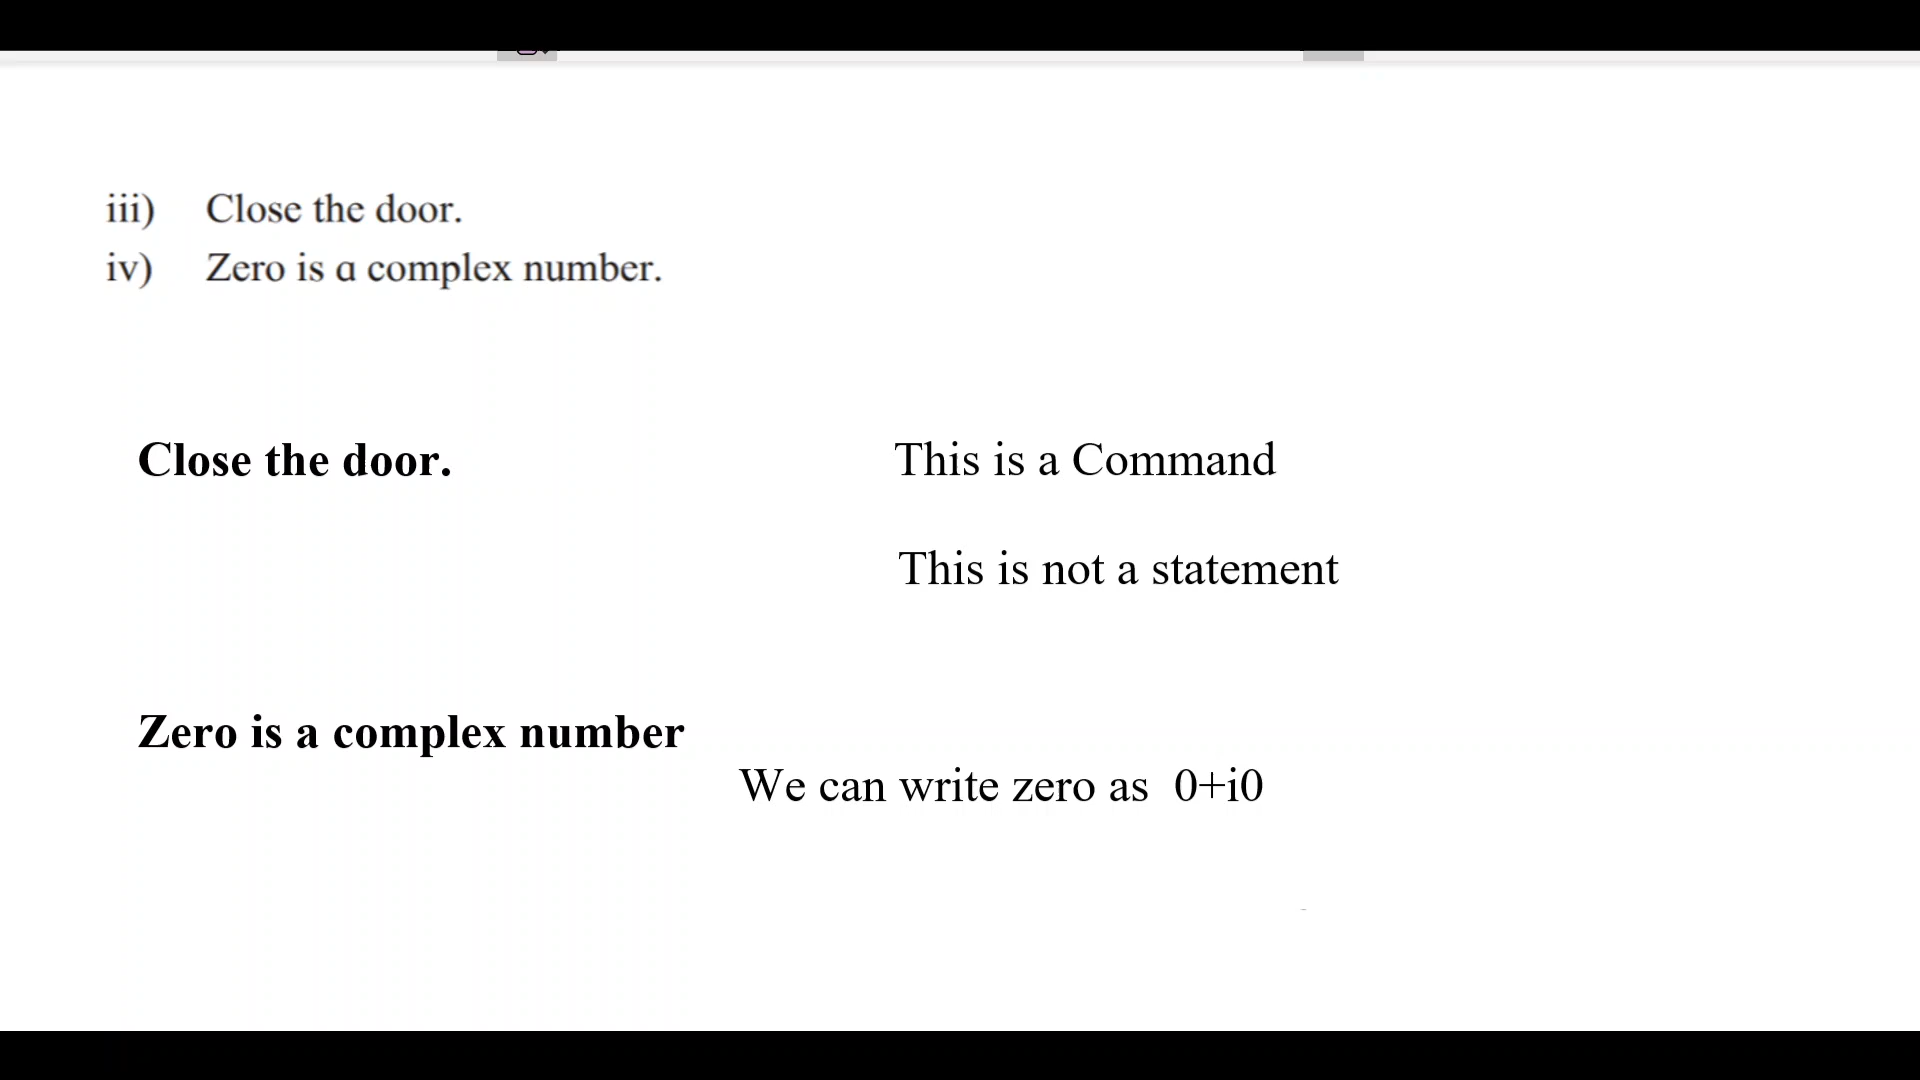 iii) Close the door.
iv) Zero is a complex number.
Close the door.
This is a Command
This is not a statement
Zero is a complex number
We can write zero as 0+i0